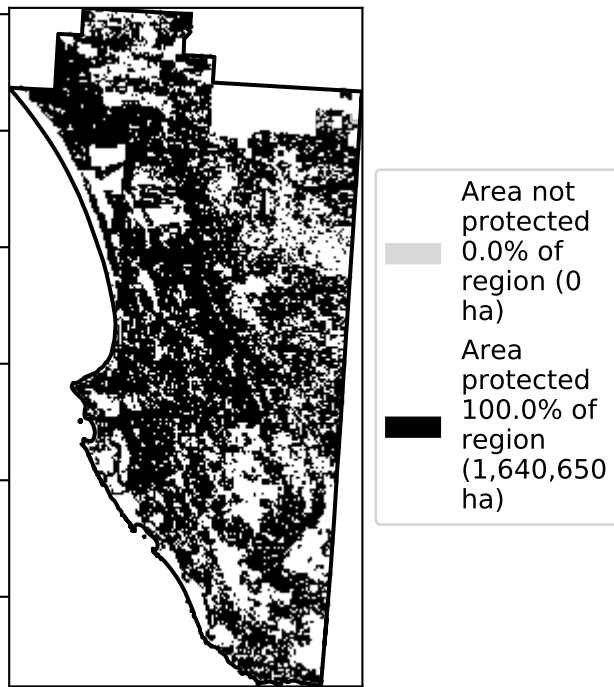 Area not
protected
0.0% of
region (0
ha)
Area
protected
100.0% of
region
(1,640,650
ha)